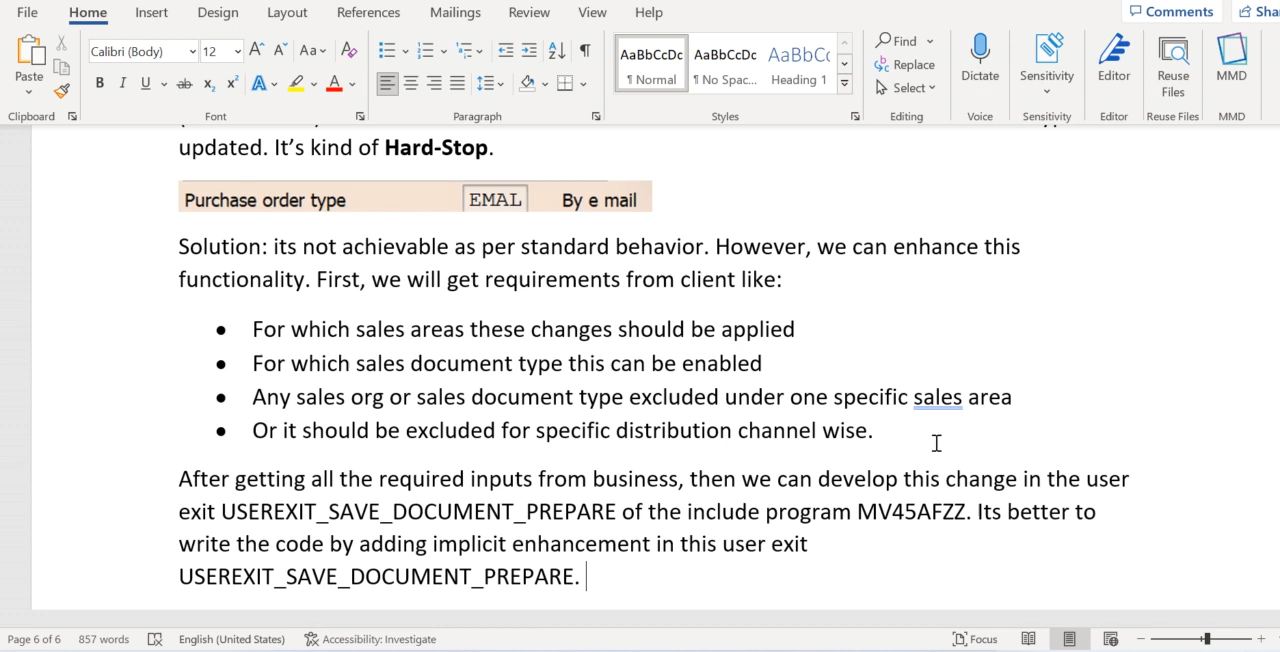 File Home Insert Design Layout References Mailings Review View Help Comments Sha
Calibri (Body) 12 Aa
Paste
B I U ab x₂ x² A A
AaBbCcDc AaBbCcDc AaBbC
¶ Normal ¶ No Spac... Heading 1
Find
Replace
Select
Dictate
Sensitivity
Editor
Reuse Files
MMD
Clipboard Font Paragraph Styles Editing Voice Sensitivity Editor Reuse Files MMD
updated. It’s kind of Hard-Stop.
Purchase order type EMAL By e mail
Solution: its not achievable as per standard behavior. However, we can enhance this
functionality. First, we will get requirements from client like:
● For which sales areas these changes should be applied
● For which sales document type this can be enabled
● Any sales org or sales document type excluded under one specific sales area
● Or it should be excluded for specific distribution channel wise.
After getting all the required inputs from business, then we can develop this change in the user
exit USEREXIT_SAVE_DOCUMENT_PREPARE of the include program MV45AFZZ. Its better to
write the code by adding implicit enhancement in this user exit
USEREXIT_SAVE_DOCUMENT_PREPARE.
Page 6 of 6 857 words English (United States) Accessibility: Investigate Focus